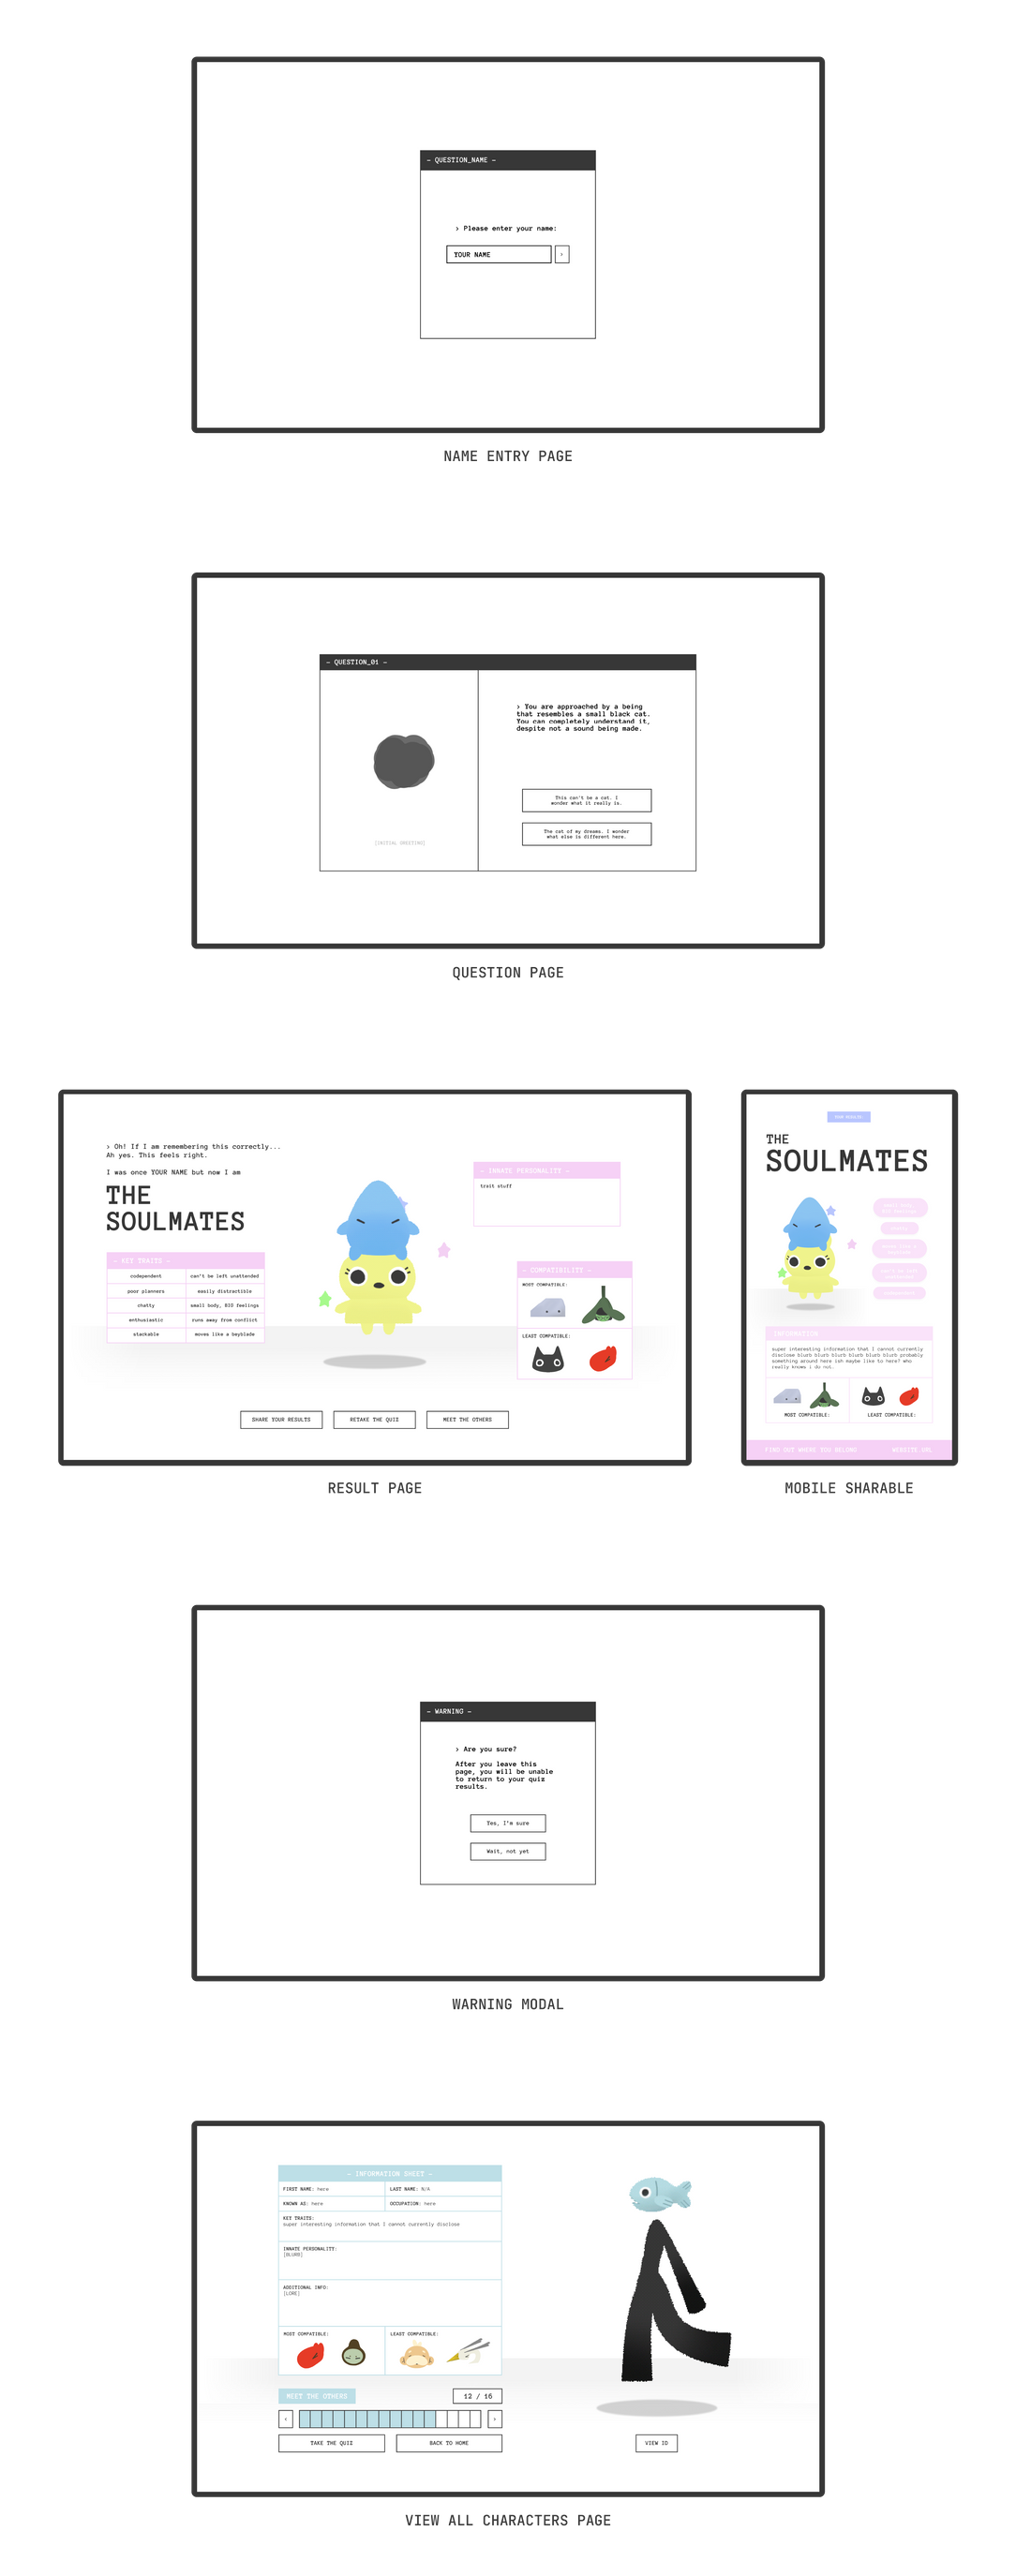 — QUESTION_NAME —
> Please enter your name:
YOUR NAME
>
NAME ENTRY PAGE
— QUESTION_01 —
> You are approached by a being
that resembles a small black cat.
You can completely understand it,
despite not a sound being made.
This can't be a cat. I
wonder what it really is.
The cat of my dreams. I wonder
what else is different here.
[INITIAL GREETING]
QUESTION PAGE
> Oh! If I am remembering this correctly...
Ah yes. This feels right.
I was once YOUR NAME but now I am
THE
SOULMATES
— KEY TRAITS —
codependent
can't be left unattended
poor planners
easily distractible
chatty
small body, BIG feelings
enthusiastic
runs away from conflict
stackable
moves like a beyblade
— INNATE PERSONALITY —
trait stuff
— COMPATIBILITY —
MOST COMPATIBLE:
LEAST COMPATIBLE:
SHARE YOUR RESULTS
RETAKE THE QUIZ
MEET THE OTHERS
RESULT PAGE
THE
SOULMATES
INFORMATION
super interesting information that I cannot currently
disclose blurb blurb blurb blurb blurb blurb probably
something around here ish maybe like to here? who
really knows i do not.
MOST COMPATIBLE:
LEAST COMPATIBLE:
FIND OUT WHERE YOU BELONG
WEBSITE.URL
MOBILE SHARABLE
— WARNING —
> Are you sure?
After you leave this
page, you will be unable
to return to your quiz
results.
Yes, I'm sure
Wait, not yet
WARNING MODAL
— INFORMATION SHEET —
FIRST NAME: here
LAST NAME: N/A
KNOWN AS: here
OCCUPATION: here
KEY TRAITS:
super interesting information that I cannot currently disclose
INNATE PERSONALITY:
[BLURB]
ADDITIONAL INFO:
[LORE]
MOST COMPATIBLE:
LEAST COMPATIBLE:
MEET THE OTHERS
12 / 16
<
>
TAKE THE QUIZ
BACK TO HOME
VIEW ID
VIEW ALL CHARACTERS PAGE